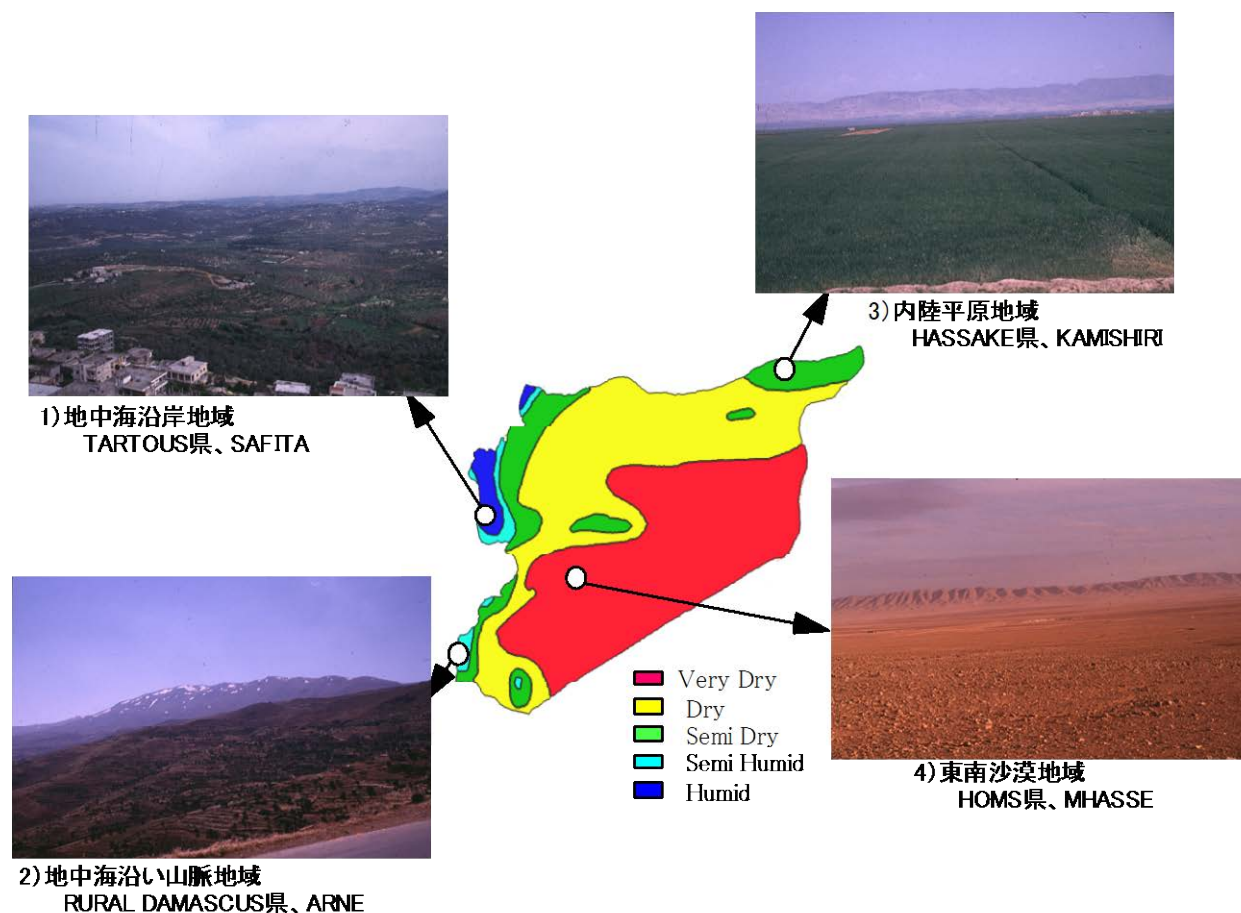 1)地中海沿岸地域
TARTOUS県、SAFITA
3)内陸平原地域
HASSAKE県、KAMISHIRI
2)地中海沿い山脈地域
RURAL DAMASCUS県、ARNE
4)東南沙漠地域
HOMS県、MHASSE
Very Dry
Dry
Semi Dry
Semi Humid
Humid